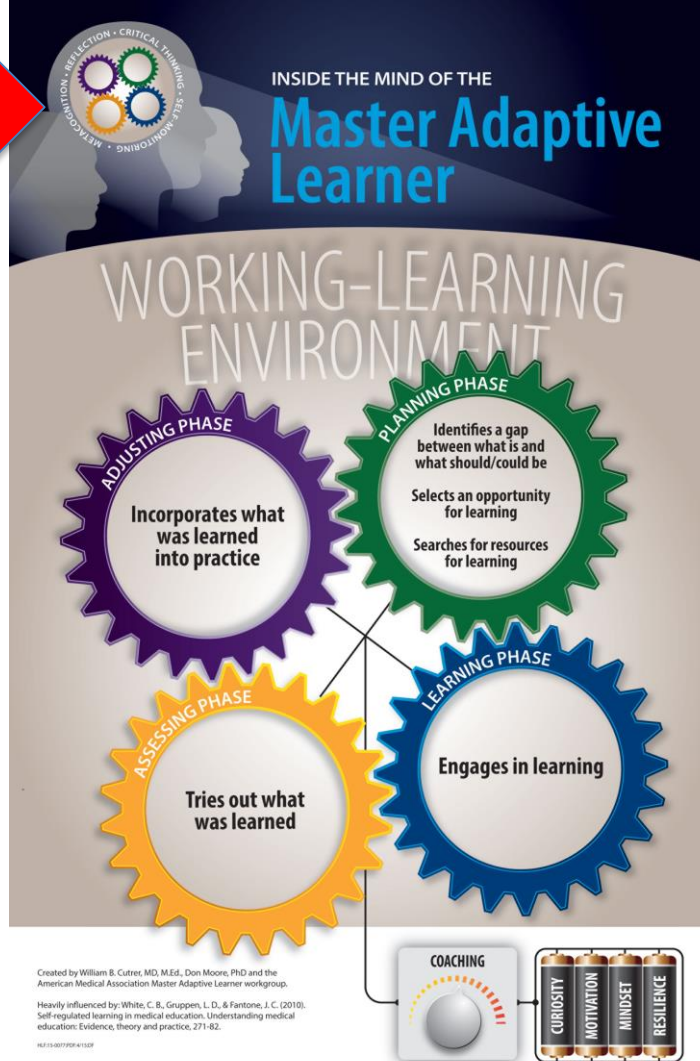 METACOGNITION • REFLECTION • CRITICAL THINKING • SELF-MONITORING
INSIDE THE MIND OF THE
Master Adaptive
Learner
WORKING–LEARNING
ENVIRONMENT
ADJUSTING PHASE
Incorporates what
was learned
into practice
PLANNING PHASE
Identifies a gap
between what is and
what should/could be
Selects an opportunity
for learning
Searches for resources
for learning
ASSESSING PHASE
Tries out what
was learned
LEARNING PHASE
Engages in learning
COACHING
CURIOSITY
MOTIVATION
MINDSET
RESILIENCE
Created by William B. Cutrer, MD, M.Ed., Don Moore, PhD and the
American Medical Association Master Adaptive Learner workgroup.
Heavily influenced by: White, C. B., Gruppen, L. D., & Fantone, J. C. (2010).
Self-regulated learning in medical education. Understanding medical
education: Evidence, theory and practice, 271-82.